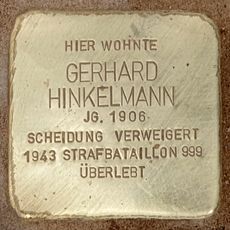 HIER WOHNTE
GERHARD
HINKELMANN
JG. 1906
SCHEIDUNG VERWEIGERT
1943 STRAFBATAILLON 999
ÜBERLEBT